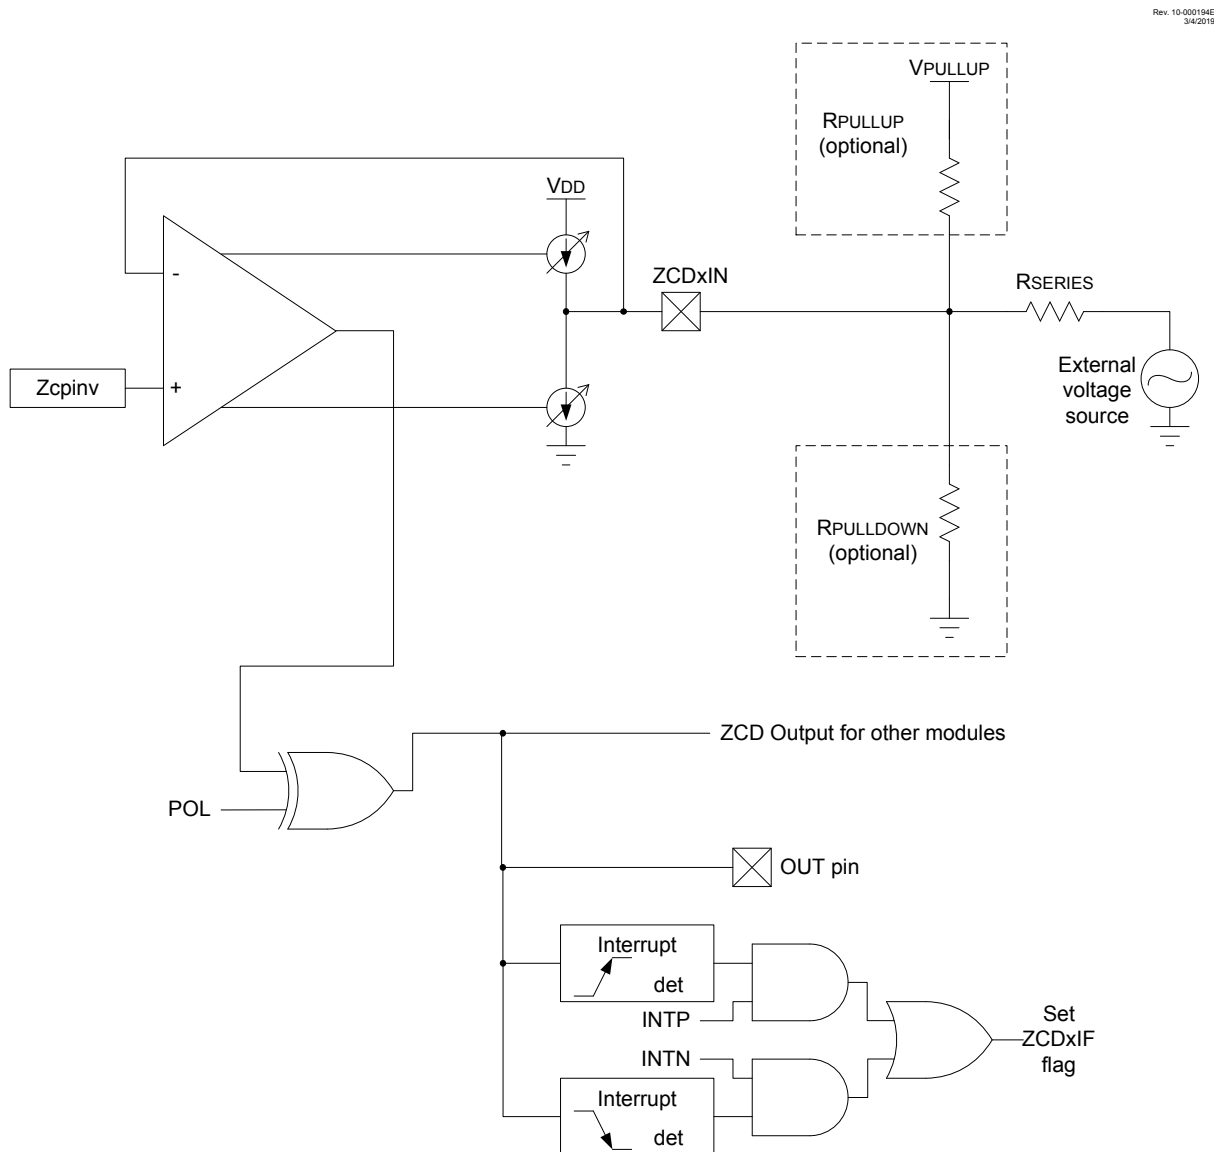 Rev. 10-000194E
3/4/2019
VPULLUP
RPULLUP
(optional)
VDD
ZCDxIN
RSERIES
-
Zcpinv
+
External
voltage
source
RPULLDOWN
(optional)
ZCD Output for other modules
POL
OUT pin
Interrupt
det
INTP
Set
ZCDxIF
flag
INTN
Interrupt
det